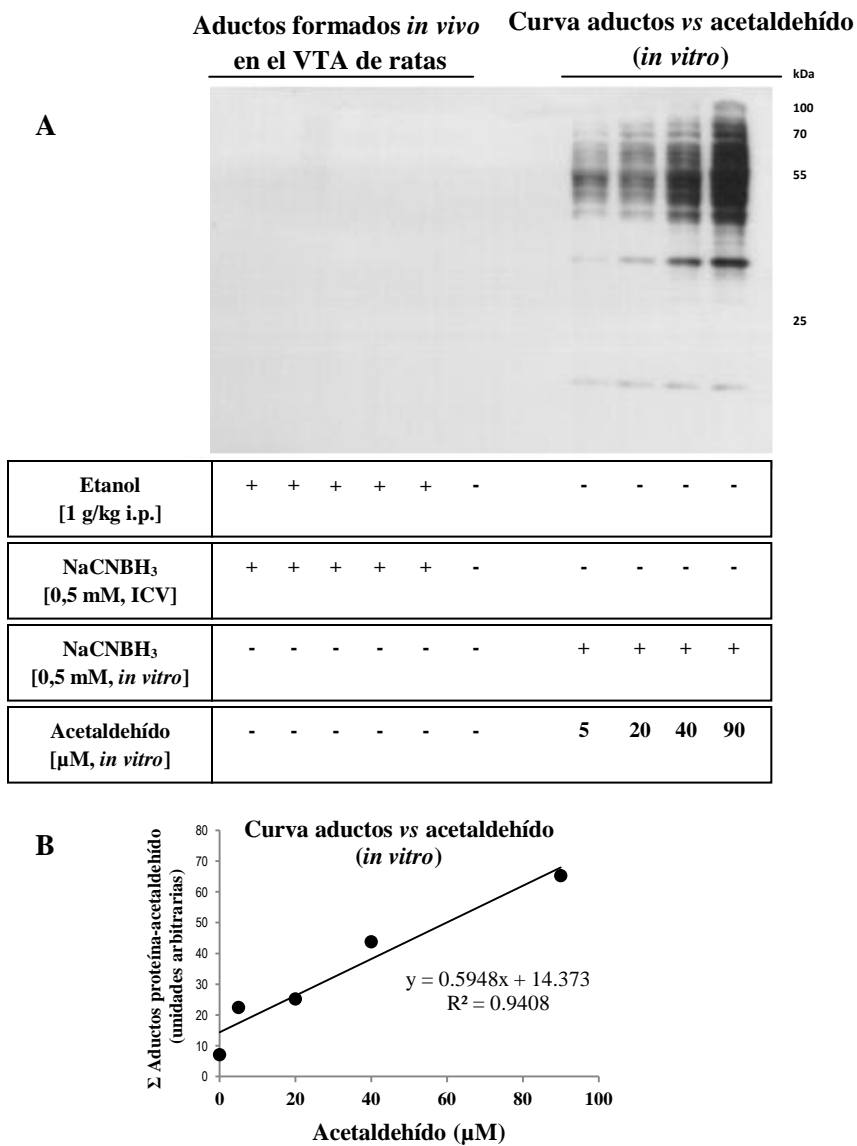 Aductos formados in vivo
en el VTA de ratas
Curva aductos vs acetaldehído
(in vitro)
kDa
A
100
70
55
25
Etanol
[1 g/kg i.p.]
+ + + + + - - - - -
NaCNBH₃
[0,5 mM, ICV]
+ + + + + - - - - -
NaCNBH₃
[0,5 mM, in vitro]
- - - - - - + + + +
Acetaldehído
[µM, in vitro]
- - - - - - 5 20 40 90
B
Curva aductos vs acetaldehído
(in vitro)
Σ Aductos proteína-acetaldehído
(unidades arbitrarias)
80
70
60
50
40
30
20
10
0
y = 0.5948x + 14.373
R² = 0.9408
0 20 40 60 80 100
Acetaldehído (µM)